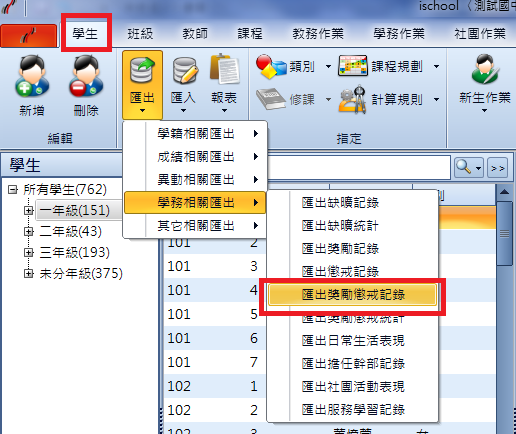 ischool 〈測試國中
學生 班級 教師 課程 教務作業 學務作業 社團作業
新增 刪除 匯出 匯入 報表 類別 課程規劃 新生作業
修課 計算規則
編輯 指定
學生
學籍相關匯出
成績相關匯出
異動相關匯出
學務相關匯出
其它相關匯出
匯出缺曠記錄
匯出缺曠統計
匯出獎勵記錄
匯出懲戒記錄
匯出獎勵懲戒記錄
匯出獎勵懲戒統計
匯出日常生活表現
匯出擔任幹部記錄
匯出社團活動表現
匯出服務學習記錄
所有學生(762)
一年級(151)
二年級(43)
三年級(193)
未分年級(375)
101 2
101 3
101 4
101 5
101 6
101 7
102 1
102 2
102 3 女